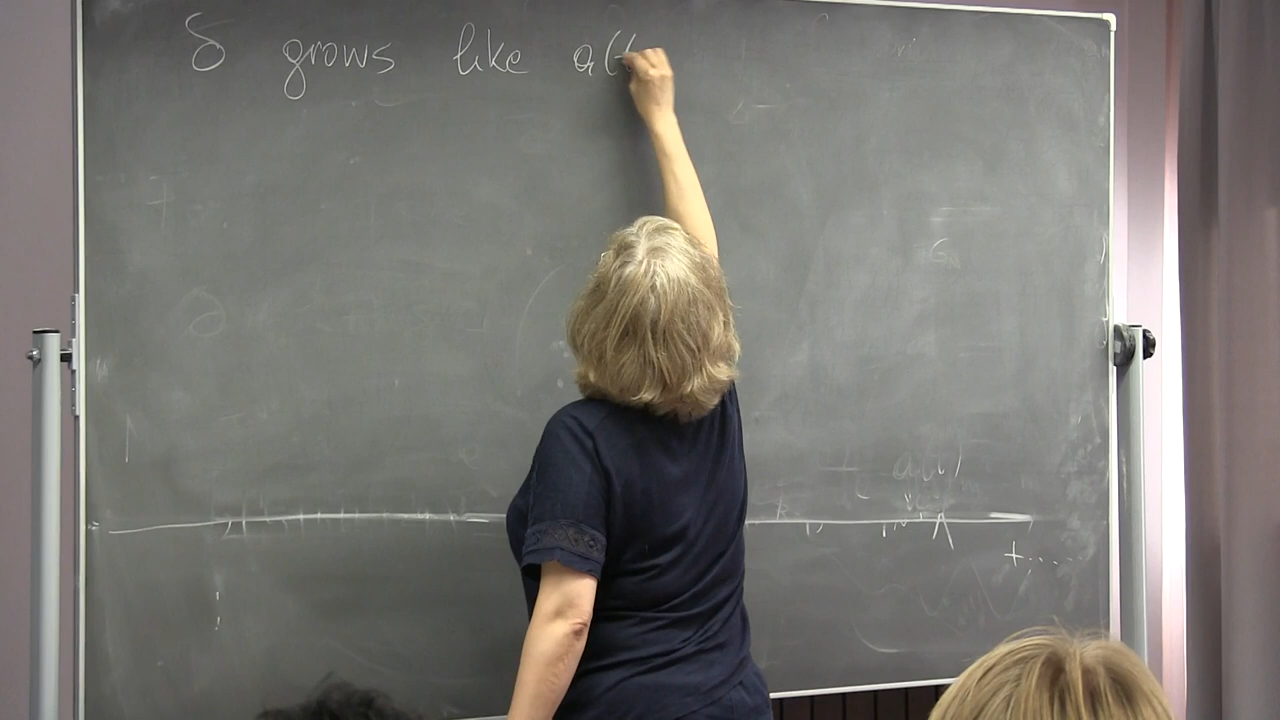 δ grows like a(t
a(t)
+....